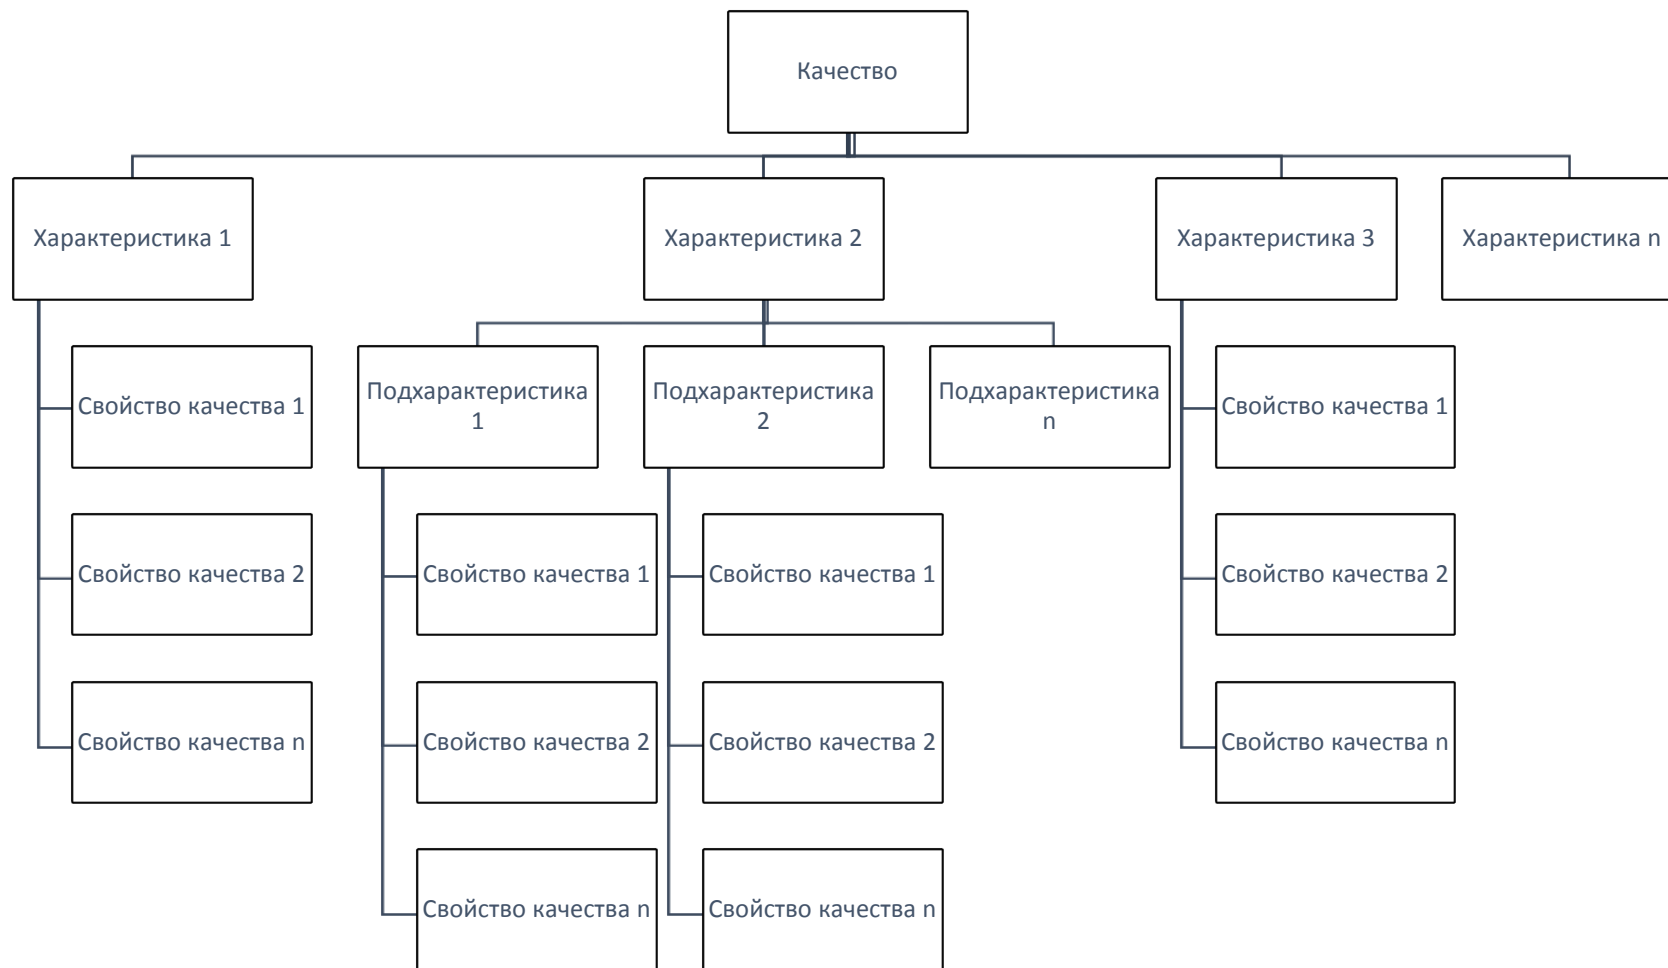 Качество
Характеристика 1
Характеристика 2
Характеристика 3
Характеристика n
Свойство качества 1
Подхарактеристика
1
Подхарактеристика
2
Подхарактеристика
n
Свойство качества 1
Свойство качества 2
Свойство качества 1
Свойство качества 1
Свойство качества 2
Свойство качества n
Свойство качества 2
Свойство качества 2
Свойство качества n
Свойство качества n
Свойство качества n